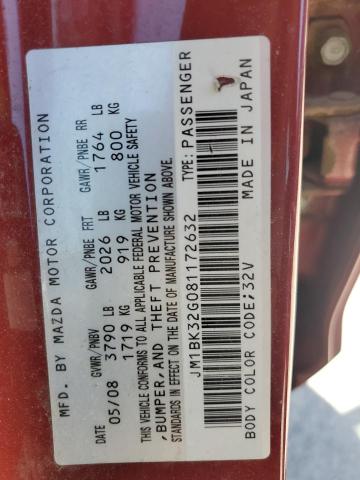 MFD. BY MAZDA MOTOR CORPORATION
DATE GVWR/PNBV GAWR/PNBE FRT GAWR/PNBE RR
05/08 3790 LB 2026 LB 1764 LB
1719 KG 919 KG 800 KG
THIS VEHICLE CONFORMS TO ALL APPLICABLE FEDERAL MOTOR VEHICLE SAFETY
,BUMPER,AND THEFT PREVENTION
STANDARDS IN EFFECT ON THE DATE OF MANUFACTURE SHOWN ABOVE.
JM1BK32G081172632 TYPE: PASSENGER
BODY COLOR CODE;32V MADE IN JAPAN